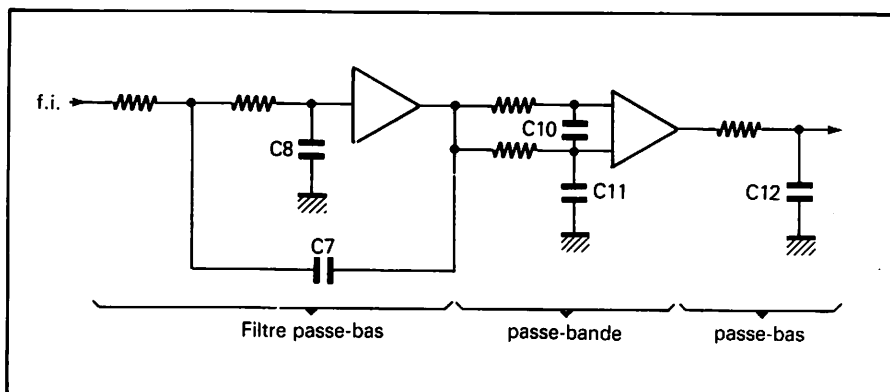 f.i.
C8
C10
C11
C12
C7
Filtre passe-bas
passe-bande
passe-bas